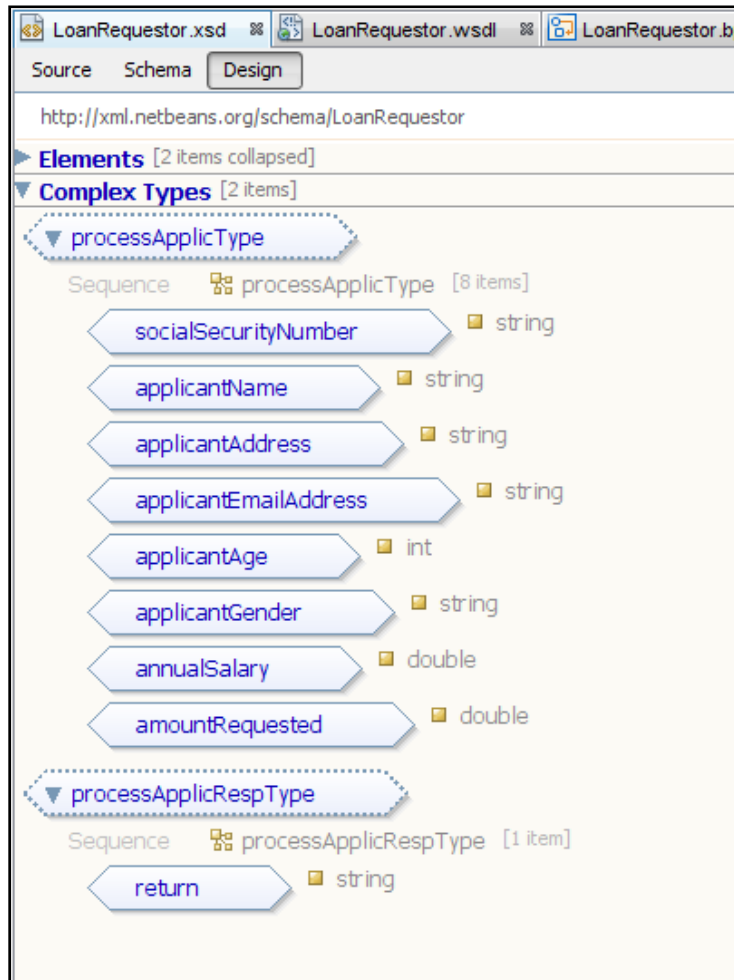 LoanRequestor.xsd LoanRequestor.wsdl LoanRequestor.b
Source Schema Design
http://xml.netbeans.org/schema/LoanRequestor
Elements [2 items collapsed]
Complex Types [2 items]
processApplicType
Sequence processApplicType [8 items]
socialSecurityNumber string
applicantName string
applicantAddress string
applicantEmailAddress string
applicantAge int
applicantGender string
annualSalary double
amountRequested double
processApplicRespType
Sequence processApplicRespType [1 item]
return string